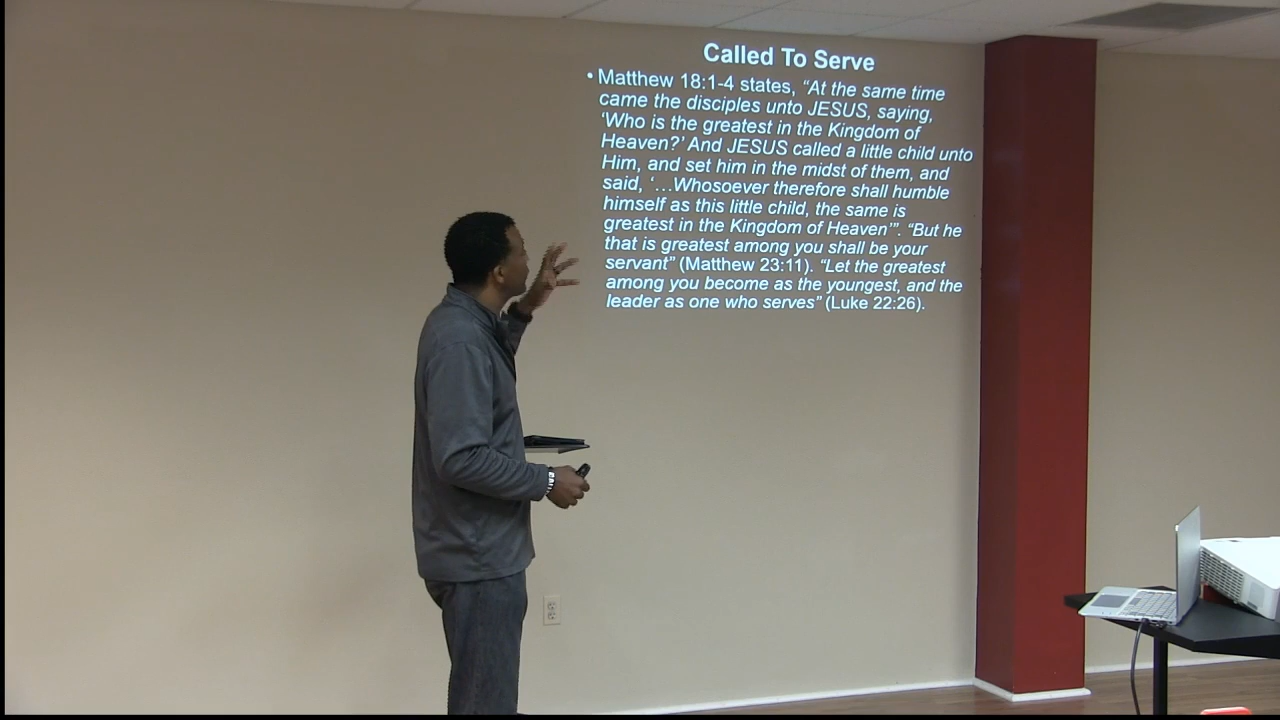 Called To Serve
• Matthew 18:1-4 states, “At the same time
came the disciples unto JESUS, saying,
‘Who is the greatest in the Kingdom of
Heaven?’ And JESUS called a little child unto
Him, and set him in the midst of them, and
said, ‘…Whosoever therefore shall humble
himself as this little child, the same is
greatest in the Kingdom of Heaven’”. “But he
that is greatest among you shall be your
servant” (Matthew 23:11). “Let the greatest
among you become as the youngest, and the
leader as one who serves” (Luke 22:26).